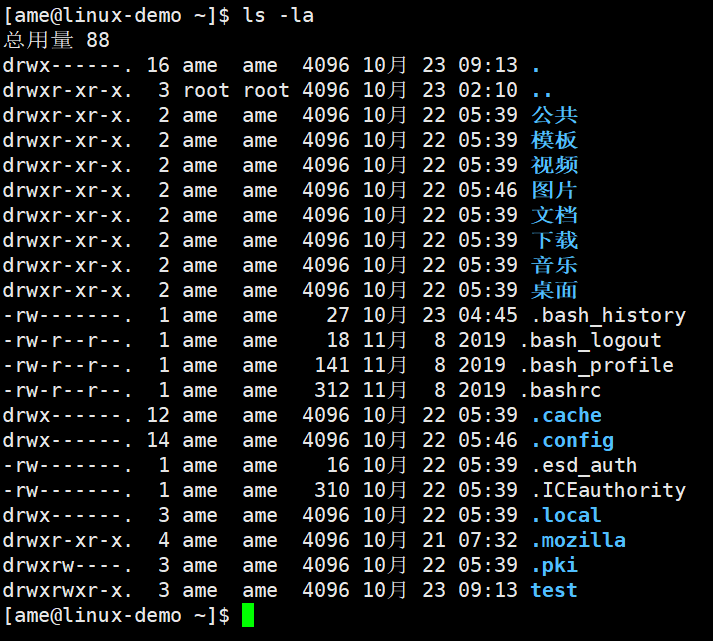 [ame@linux-demo ~]$ ls -la
总用量 88
drwx------. 16 ame  ame  4096 10月 23 09:13 .
drwxr-xr-x.  3 root root 4096 10月 23 02:10 ..
drwxr-xr-x.  2 ame  ame  4096 10月 22 05:39 公共
drwxr-xr-x.  2 ame  ame  4096 10月 22 05:39 模板
drwxr-xr-x.  2 ame  ame  4096 10月 22 05:39 视频
drwxr-xr-x.  2 ame  ame  4096 10月 22 05:46 图片
drwxr-xr-x.  2 ame  ame  4096 10月 22 05:39 文档
drwxr-xr-x.  2 ame  ame  4096 10月 22 05:39 下载
drwxr-xr-x.  2 ame  ame  4096 10月 22 05:39 音乐
drwxr-xr-x.  2 ame  ame  4096 10月 22 05:39 桌面
-rw-------.  1 ame  ame    27 10月 23 04:45 .bash_history
-rw-r--r--.  1 ame  ame    18 11月  8 2019 .bash_logout
-rw-r--r--.  1 ame  ame   141 11月  8 2019 .bash_profile
-rw-r--r--.  1 ame  ame   312 11月  8 2019 .bashrc
drwx------. 12 ame  ame  4096 10月 22 05:39 .cache
drwx------. 14 ame  ame  4096 10月 22 05:46 .config
-rw-------.  1 ame  ame    16 10月 22 05:39 .esd_auth
-rw-------.  1 ame  ame   310 10月 22 05:39 .ICEauthority
drwx------.  3 ame  ame  4096 10月 22 05:39 .local
drwxr-xr-x.  4 ame  ame  4096 10月 21 07:32 .mozilla
drwxrw----.  3 ame  ame  4096 10月 22 05:39 .pki
drwxrwxr-x.  3 ame  ame  4096 10月 23 09:13 test
[ame@linux-demo ~]$